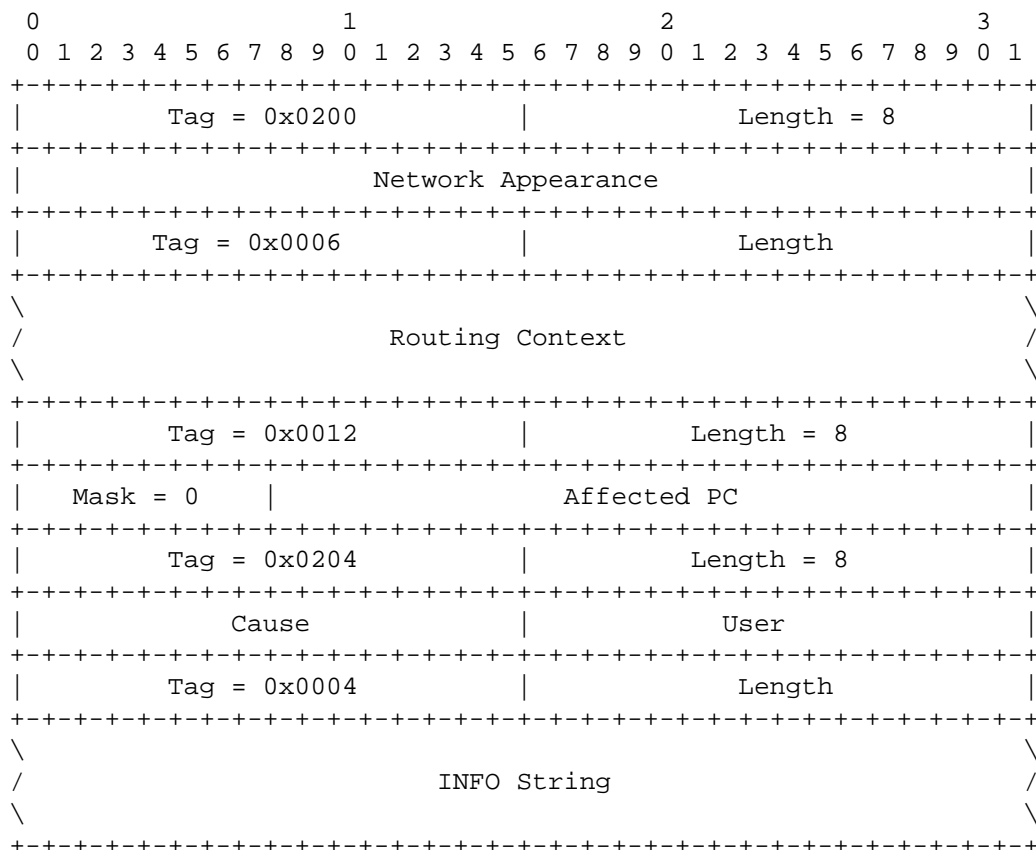 0                   1                   2                   3
 0 1 2 3 4 5 6 7 8 9 0 1 2 3 4 5 6 7 8 9 0 1 2 3 4 5 6 7 8 9 0 1
+-+-+-+-+-+-+-+-+-+-+-+-+-+-+-+-+-+-+-+-+-+-+-+-+-+-+-+-+-+-+-+-+
|         Tag = 0x0200          |             Length = 8        |
+-+-+-+-+-+-+-+-+-+-+-+-+-+-+-+-+-+-+-+-+-+-+-+-+-+-+-+-+-+-+-+-+
|                      Network Appearance                       |
+-+-+-+-+-+-+-+-+-+-+-+-+-+-+-+-+-+-+-+-+-+-+-+-+-+-+-+-+-+-+-+-+
|        Tag = 0x0006           |             Length            |
+-+-+-+-+-+-+-+-+-+-+-+-+-+-+-+-+-+-+-+-+-+-+-+-+-+-+-+-+-+-+-+-+
\                                                               \
/                       Routing Context                         /
\                                                               \
+-+-+-+-+-+-+-+-+-+-+-+-+-+-+-+-+-+-+-+-+-+-+-+-+-+-+-+-+-+-+-+-+
|         Tag = 0x0012          |          Length = 8           |
+-+-+-+-+-+-+-+-+-+-+-+-+-+-+-+-+-+-+-+-+-+-+-+-+-+-+-+-+-+-+-+-+
|   Mask = 0    |                  Affected PC                  |
+-+-+-+-+-+-+-+-+-+-+-+-+-+-+-+-+-+-+-+-+-+-+-+-+-+-+-+-+-+-+-+-+
|         Tag = 0x0204          |          Length = 8           |
+-+-+-+-+-+-+-+-+-+-+-+-+-+-+-+-+-+-+-+-+-+-+-+-+-+-+-+-+-+-+-+-+
|             Cause             |            User               |
+-+-+-+-+-+-+-+-+-+-+-+-+-+-+-+-+-+-+-+-+-+-+-+-+-+-+-+-+-+-+-+-+
|         Tag = 0x0004          |             Length            |
+-+-+-+-+-+-+-+-+-+-+-+-+-+-+-+-+-+-+-+-+-+-+-+-+-+-+-+-+-+-+-+-+
\                                                               \
/                          INFO String                          /
\                                                               \
+-+-+-+-+-+-+-+-+-+-+-+-+-+-+-+-+-+-+-+-+-+-+-+-+-+-+-+-+-+-+-+-+